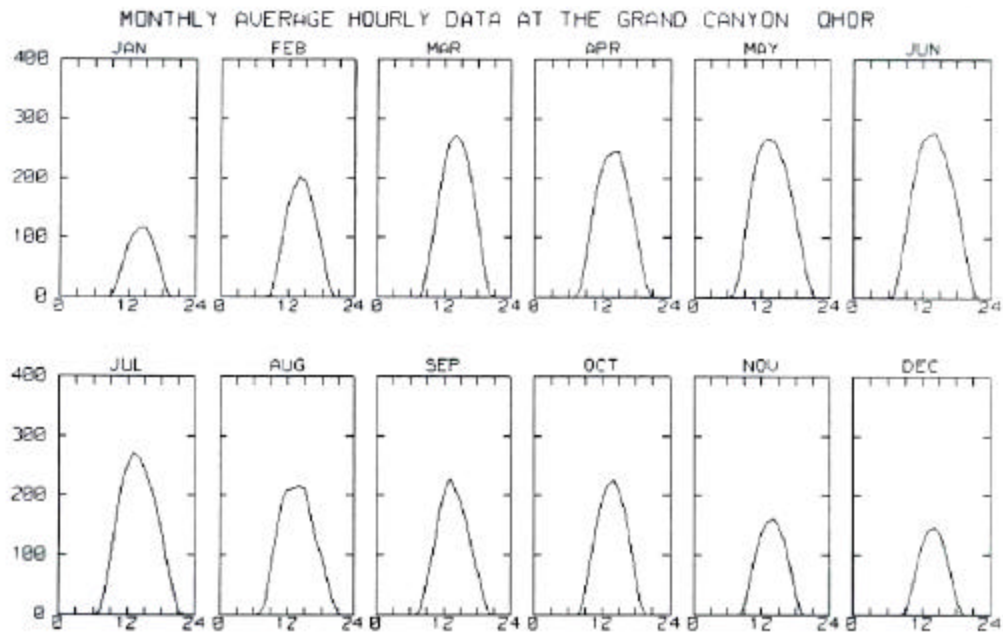 MONTHLY AVERAGE HOURLY DATA AT THE GRAND CANYON QHOR
JAN FEB MAR APR MAY JUN
400
300
200
100
0
0 12 24 0 12 24 0 12 24 0 12 24 0 12 24 0 12 24
JUL AUG SEP OCT NOV DEC
400
300
200
100
0
0 12 24 0 12 24 0 12 24 0 12 24 0 12 24 0 12 24